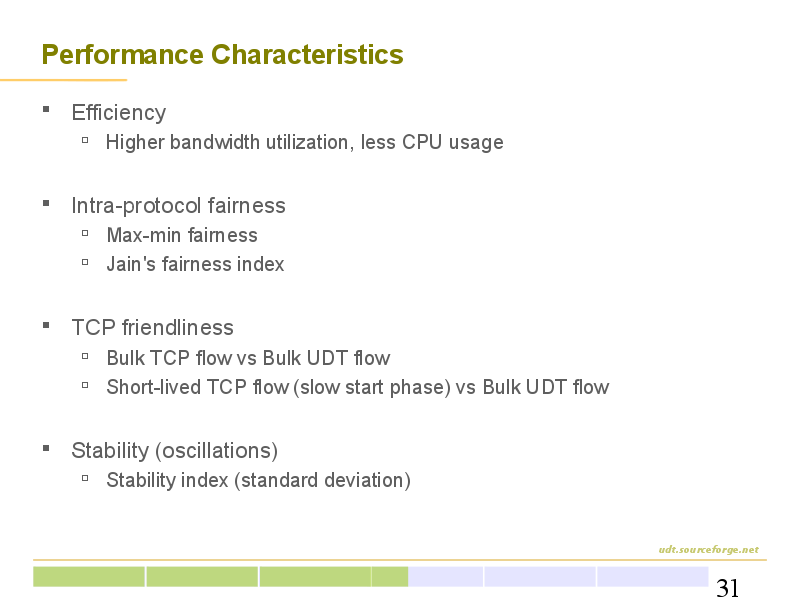 Performance Characteristics
▪ Efficiency
▫ Higher bandwidth utilization, less CPU usage
▪ Intra-protocol fairness
▫ Max-min fairness
▫ Jain's fairness index
▪ TCP friendliness
▫ Bulk TCP flow vs Bulk UDT flow
▫ Short-lived TCP flow (slow start phase) vs Bulk UDT flow
▪ Stability (oscillations)
▫ Stability index (standard deviation)
udt.sourceforge.net
31